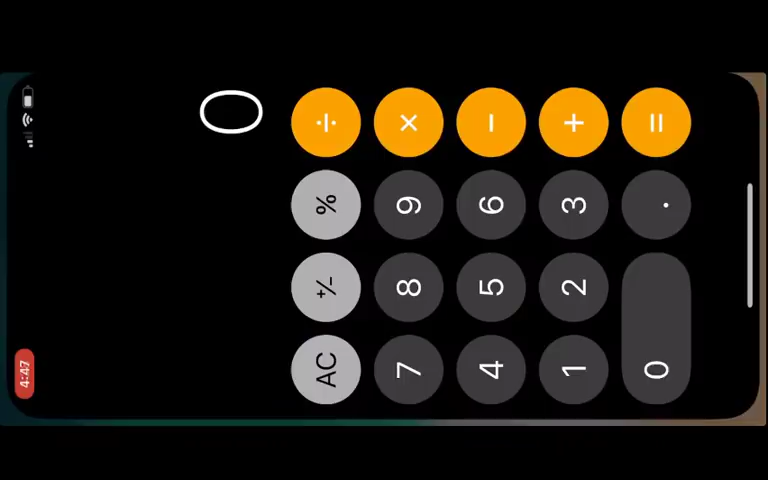 4:47
0
AC +/- % ÷
7 8 9 ×
4 5 6 −
1 2 3 +
0 . =